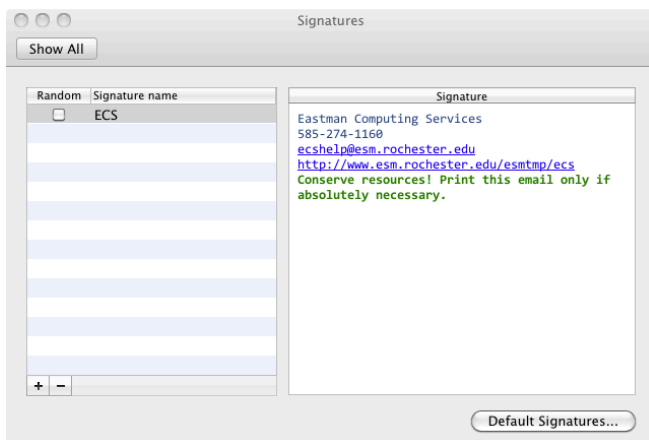 Signatures
Show All
Random Signature name
ECS
Signature
Eastman Computing Services
585-274-1160
ecshelp@esm.rochester.edu
http://www.esm.rochester.edu/esmtmp/ecs
Conserve resources! Print this email only if
absolutely necessary.
+ −
Default Signatures...